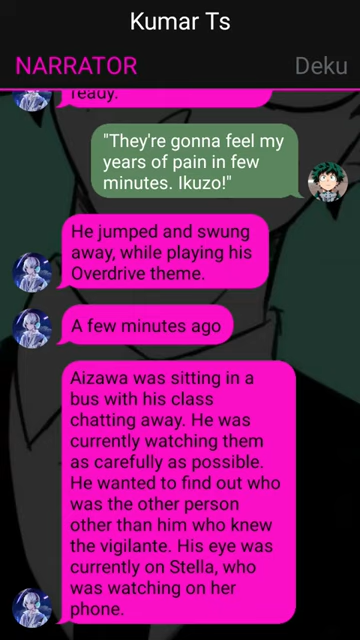 Kumar Ts
NARRATOR
Deku
ready.
"They're gonna feel my
years of pain in few
minutes. Ikuzo!"
He jumped and swung
away, while playing his
Overdrive theme.
A few minutes ago
Aizawa was sitting in a
bus with his class
chatting away. He was
currently watching them
as carefully as possible.
He wanted to find out who
was the other person
other than him who knew
the vigilante. His eye was
currently on Stella, who
was watching on her
phone.